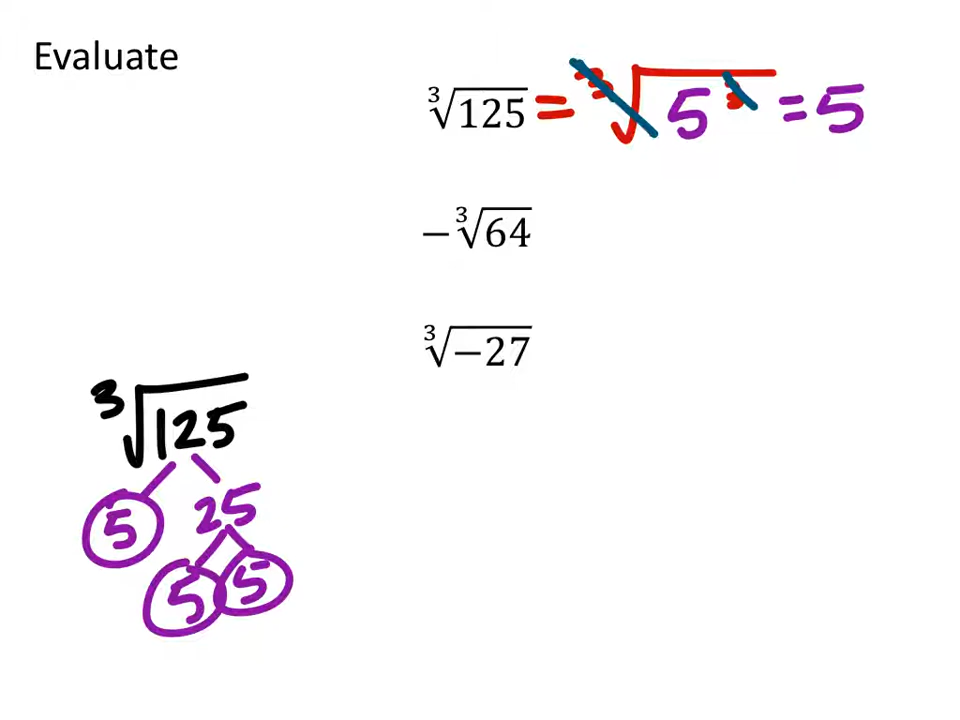 Evaluate
∛125 = ∛5³ = 5
−∛64
∛−27
∛125
5 25
5 5